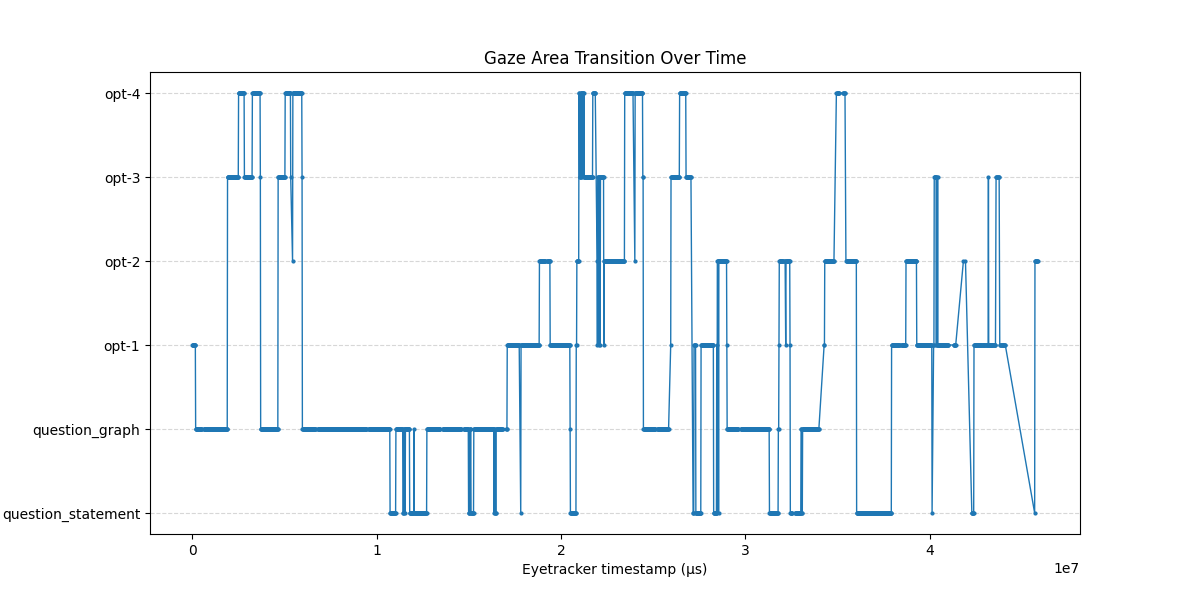 Gaze Area Transition Over Time
opt-4
opt-3
opt-2
opt-1
question_graph
question_statement
0
1
2
3
4
1e7
Eyetracker timestamp (µs)